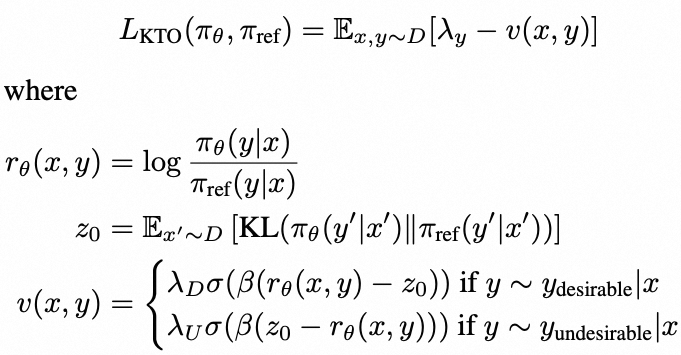 L_KTO(π_θ, π_ref) = 𝔼_{x,y∼D}[λ_y − v(x, y)]
where
r_θ(x, y) = log π_θ(y|x) / π_ref(y|x)
z_0 = 𝔼_{x′∼D} [KL(π_θ(y′|x′)‖π_ref(y′|x′))]
v(x, y) = { λ_D σ(β(r_θ(x, y) − z_0)) if y ∼ y_desirable|x
λ_U σ(β(z_0 − r_θ(x, y))) if y ∼ y_undesirable|x